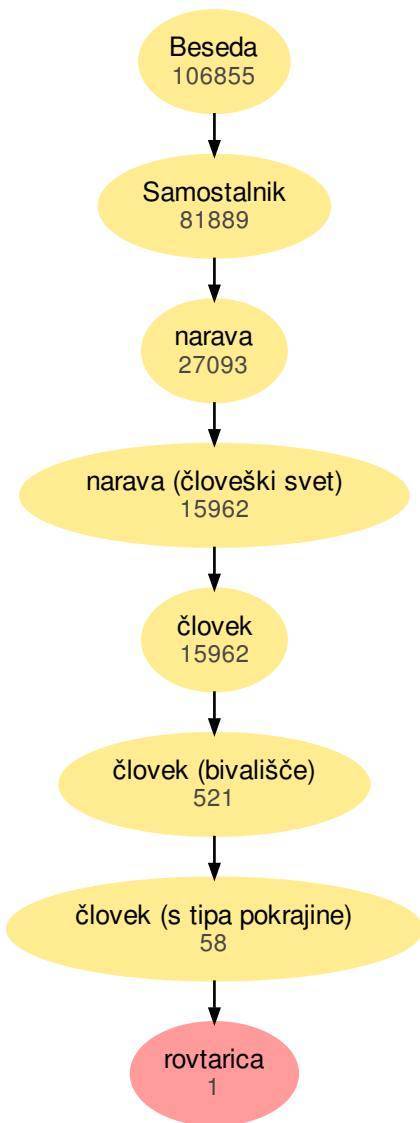 Beseda
106855
Samostalnik
81889
narava
27093
narava (človeški svet)
15962
človek
15962
človek (bivališče)
521
človek (s tipa pokrajine)
58
rovtarica
1